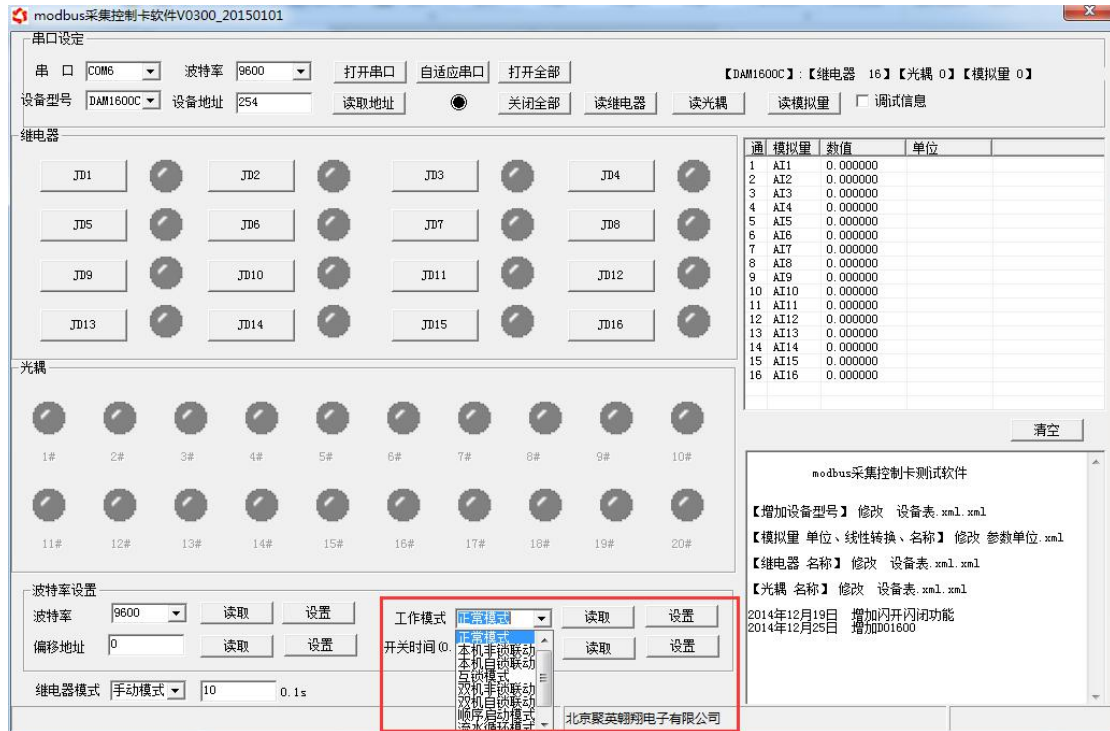 modbus采集控制卡软件V0300_20150101
串口设定
串 口 COM6 波特率 9600 打开串口 自适应串口 打开全部 【DAM1600C】:【继电器 16】【光耦 0】【模拟量 0】
设备型号 DAM1600C 设备地址 254 读取地址 关闭全部 读继电器 读光耦 读模拟量 调试信息
继电器
JD1 JD2 JD3 JD4
JD5 JD6 JD7 JD8
JD9 JD10 JD11 JD12
JD13 JD14 JD15 JD16
通 模拟量 数值 单位
1 AI1 0.000000
2 AI2 0.000000
3 AI3 0.000000
4 AI4 0.000000
5 AI5 0.000000
6 AI6 0.000000
7 AI7 0.000000
8 AI8 0.000000
9 AI9 0.000000
10 AI10 0.000000
11 AI11 0.000000
12 AI12 0.000000
13 AI13 0.000000
14 AI14 0.000000
15 AI15 0.000000
16 AI16 0.000000
清空
光耦
1# 2# 3# 4# 5# 6# 7# 8# 9# 10#
11# 12# 13# 14# 15# 16# 17# 18# 19# 20#
modbus采集控制卡测试软件
【增加设备型号】 修改 设备表.xml.xml
【模拟量 单位、线性转换、名称】 修改 参数单位.xml
【继电器 名称】 修改 设备表.xml.xml
【光耦 名称】 修改 设备表.xml.xml
2014年12月19日 增加闪开闪闭功能
2014年12月25日 增加DO1600
波特率设置
波特率 9600 读取 设置
偏移地址 0 读取 设置
继电器模式 手动模式 10 0.1s
工作模式 正常模式 读取 设置
开关时间(0. 读取 设置
正常模式
本机非锁联动
本机自锁联动
互锁模式
双机非锁联动
双机自锁联动
顺序启动模式
流水循环模式
北京聚英翱翔电子有限公司